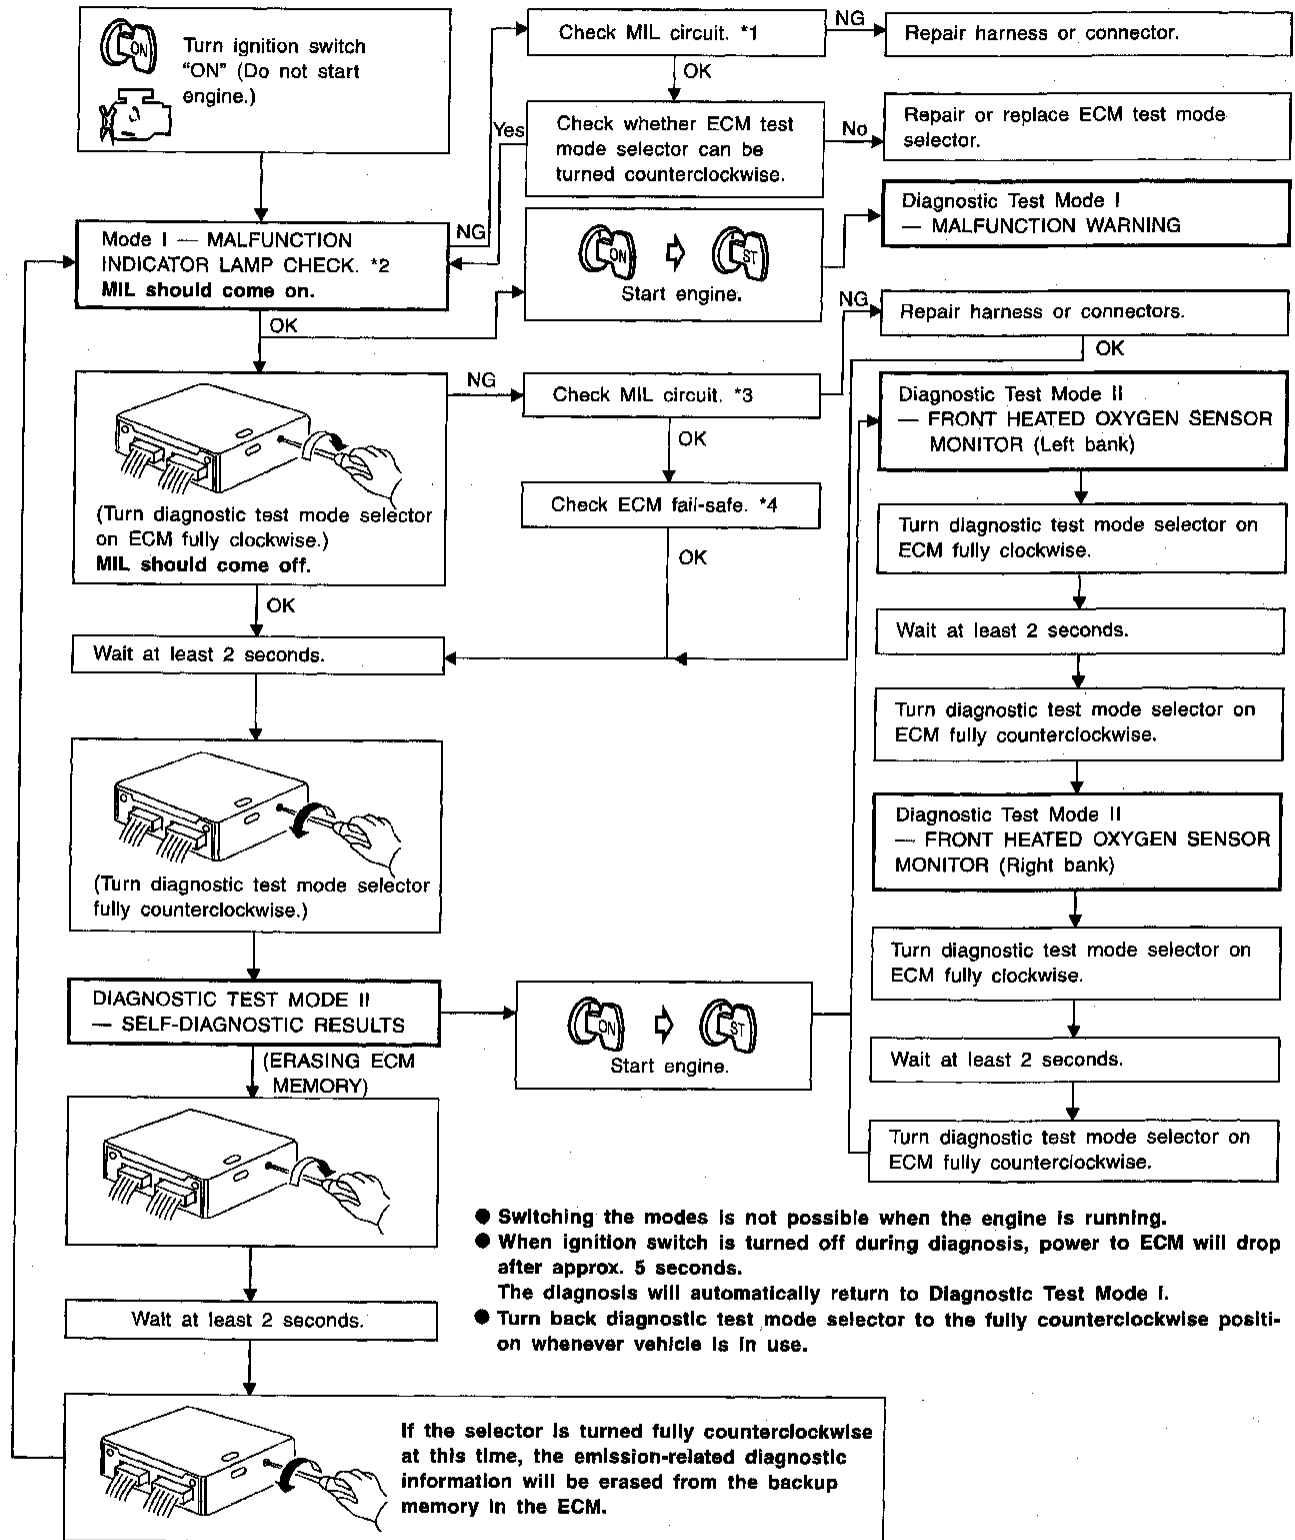 ON
Turn ignition switch
“ON” (Do not start
engine.)
Check MIL circuit. *1
NG
Repair harness or connector.
OK
Check whether ECM test
mode selector can be
turned counterclockwise.
Yes
No
Repair or replace ECM test mode
selector.
Mode I — MALFUNCTION
INDICATOR LAMP CHECK. *2
MIL should come on.
NG
OK
ON
ST
Start engine.
Diagnostic Test Mode I
— MALFUNCTION WARNING
(Turn diagnostic test mode selector
on ECM fully clockwise.)
MIL should come off.
NG
Check MIL circuit. *3
NG
Repair harness or connectors.
OK
OK
Check ECM fail-safe. *4
OK
OK
Wait at least 2 seconds.
(Turn diagnostic test mode selector
fully counterclockwise.)
DIAGNOSTIC TEST MODE II
— SELF-DIAGNOSTIC RESULTS
ON
ST
Start engine.
Diagnostic Test Mode II
— FRONT HEATED OXYGEN SENSOR
MONITOR (Left bank)
Turn diagnostic test mode selector on
ECM fully clockwise.
Wait at least 2 seconds.
Turn diagnostic test mode selector on
ECM fully counterclockwise.
Diagnostic Test Mode II
— FRONT HEATED OXYGEN SENSOR
MONITOR (Right bank)
Turn diagnostic test mode selector on
ECM fully clockwise.
Wait at least 2 seconds.
Turn diagnostic test mode selector on
ECM fully counterclockwise.
(ERASING ECM
MEMORY)
Wait at least 2 seconds.
If the selector is turned fully counterclockwise
at this time, the emission-related diagnostic
information will be erased from the backup
memory in the ECM.
● Switching the modes is not possible when the engine is running.
● When ignition switch is turned off during diagnosis, power to ECM will drop
after approx. 5 seconds.
The diagnosis will automatically return to Diagnostic Test Mode I.
● Turn back diagnostic test mode selector to the fully counterclockwise positi-
on whenever vehicle is in use.